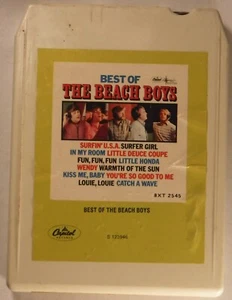 BEST OF
THE BEACH BOYS
SURFIN' U.S.A. SURFER GIRL
IN MY ROOM LITTLE DEUCE COUPE
FUN, FUN, FUN LITTLE HONDA
WENDY WARMTH OF THE SUN
KISS ME, BABY YOU'RE SO GOOD TO ME
LOUIE, LOUIE CATCH A WAVE
8XT 2545
BEST OF THE BEACH BOYS
Capitol